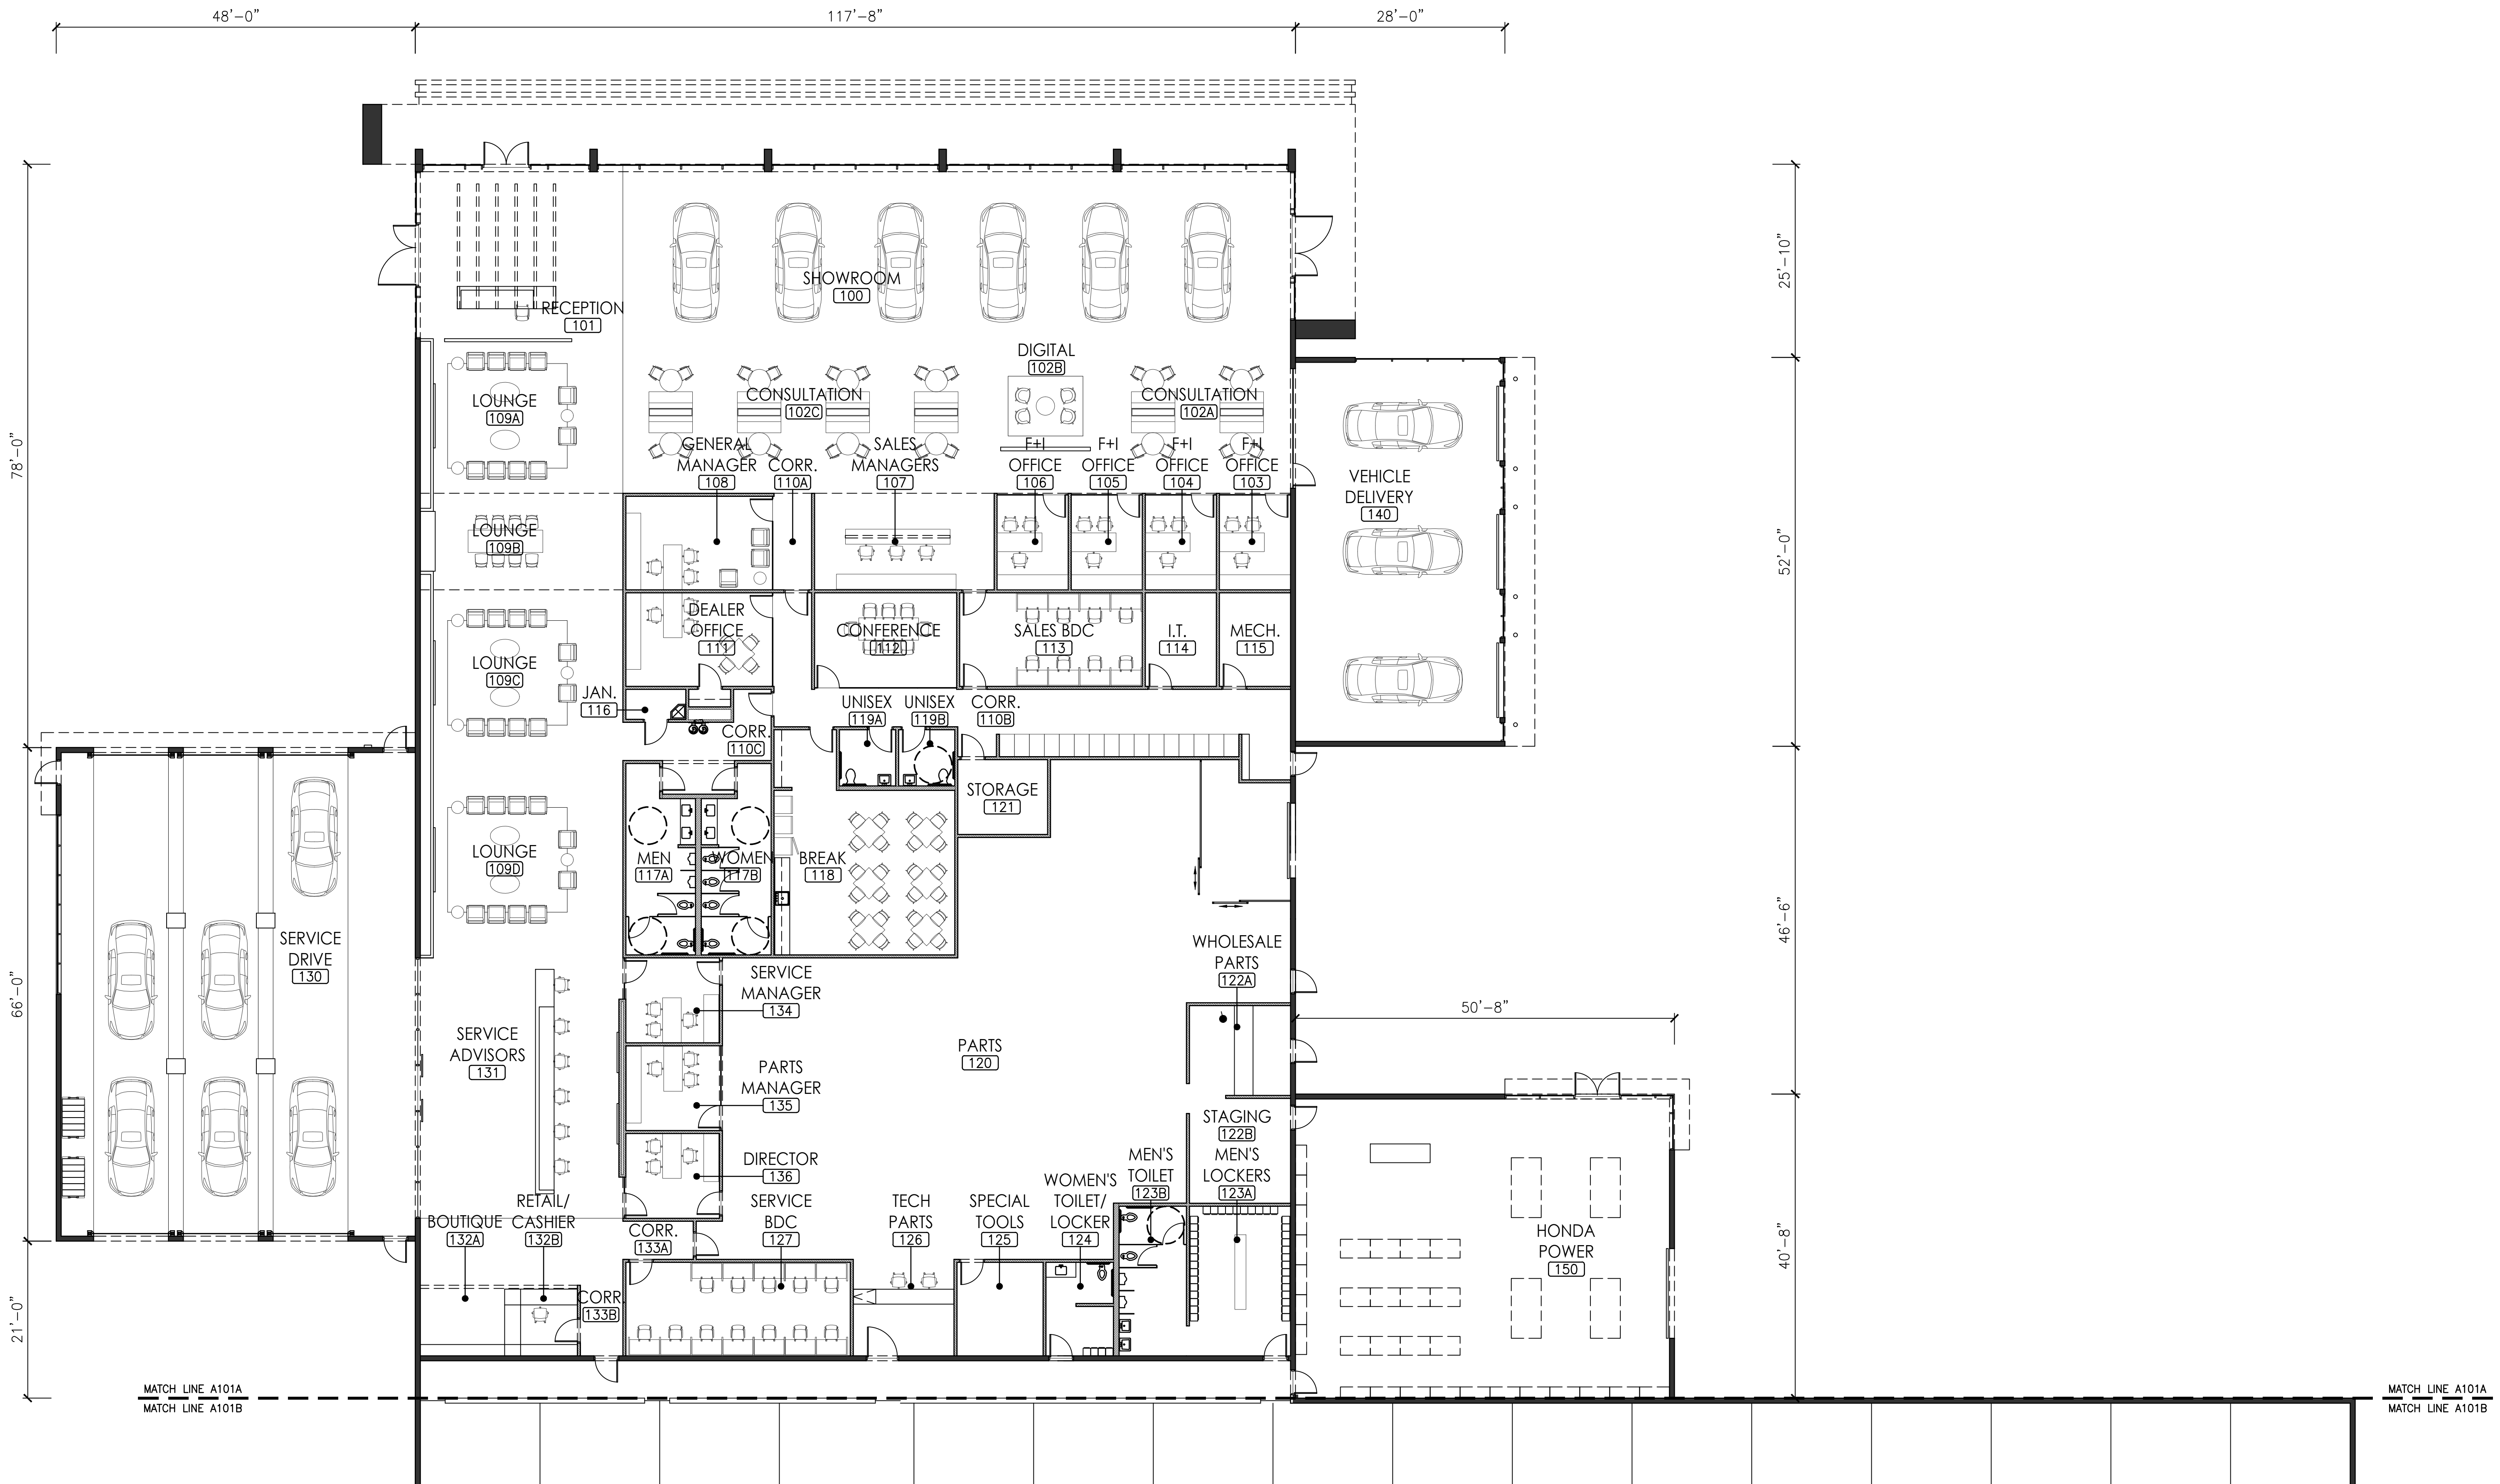 48'-0"
117'-8"
28'-0"
25'-10"
78'-0"
52'-0"
46'-6"
66'-0"
50'-8"
40'-8"
21'-0"
SHOWROOM
100
RECEPTION
101
DIGITAL
102B
CONSULTATION
102C
CONSULTATION
102A
LOUNGE
109A
GENERAL
MANAGER
108
CORR.
110A
SALES
MANAGERS
107
F+I
OFFICE
106
F+I
OFFICE
105
F+I
OFFICE
104
F+I
OFFICE
103
VEHICLE
DELIVERY
140
LOUNGE
109B
DEALER
OFFICE
111
CONFERENCE
112
SALES BDC
113
I.T.
114
MECH.
115
LOUNGE
109C
JAN.
116
UNISEX
119A
UNISEX
119B
CORR.
110B
CORR.
110C
STORAGE
121
LOUNGE
109D
MEN
117A
WOMEN
117B
BREAK
118
SERVICE
DRIVE
130
WHOLESALE
PARTS
122A
SERVICE
MANAGER
134
SERVICE
ADVISORS
131
PARTS
120
PARTS
MANAGER
135
STAGING
122B
DIRECTOR
136
MEN'S
TOILET
123B
MEN'S
LOCKERS
123A
WOMEN'S
TOILET/
LOCKER
124
BOUTIQUE
132A
RETAIL/
CASHIER
132B
CORR.
133A
SERVICE
BDC
127
TECH
PARTS
126
SPECIAL
TOOLS
125
HONDA
POWER
150
CORR.
133B
MATCH LINE A101A
MATCH LINE A101B
MATCH LINE A101A
MATCH LINE A101B